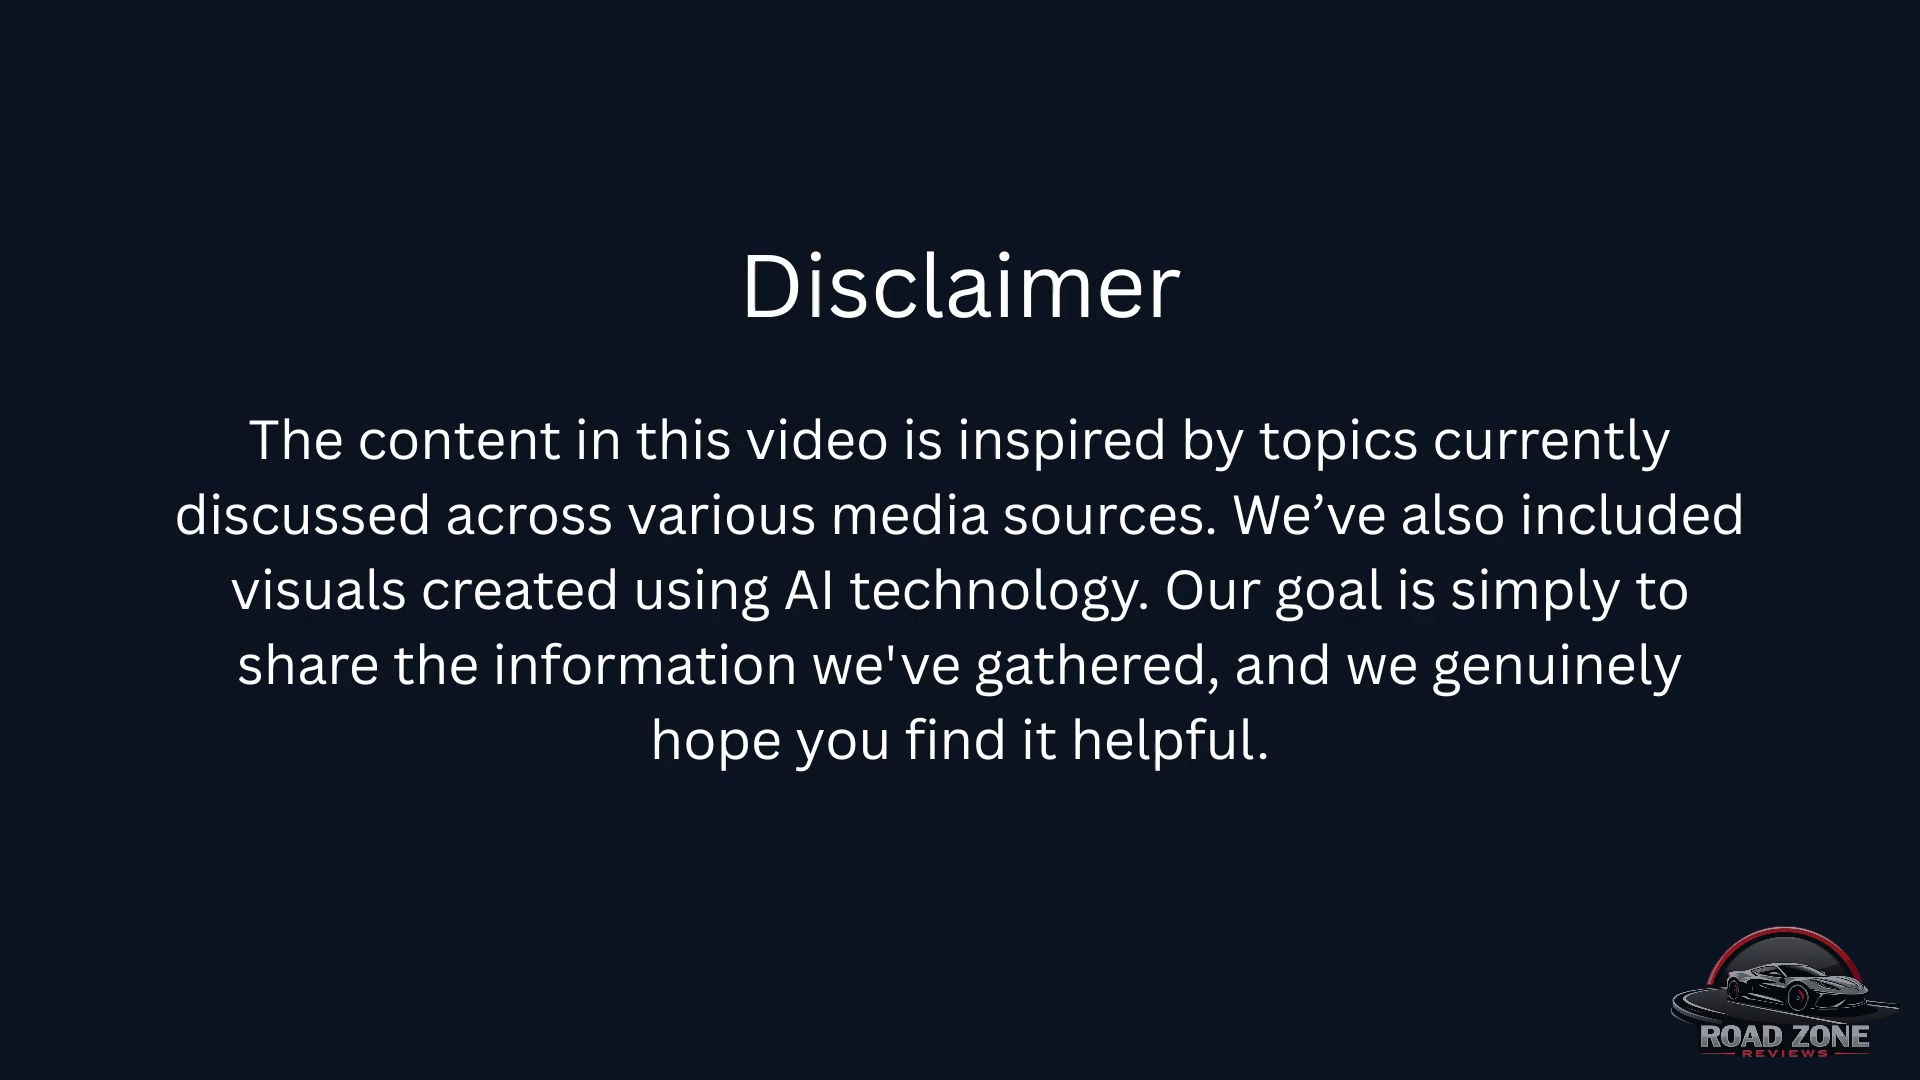 Disclaimer
The content in this video is inspired by topics currently
discussed across various media sources. We’ve also included
visuals created using AI technology. Our goal is simply to
share the information we've gathered, and we genuinely
hope you find it helpful.
ROAD ZONE
REVIEWS